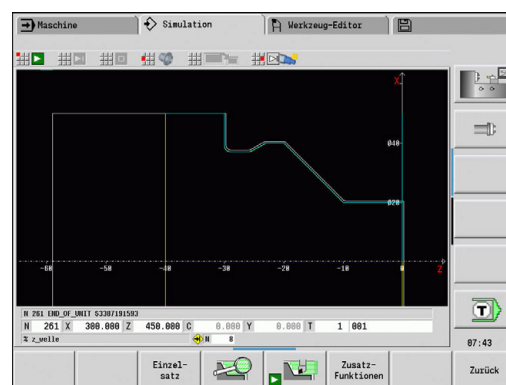 Maschine Simulation Werkzeug-Editor
X
Ø40
Ø20
-60 -50 -40 -30 -20 -10 0 Z
N 261 END_OF_UNIT 53387191593
N 261 X 300.000 Z 450.000 C 0.000 Y 0.000 T 1 001
% z_welle N 8
T
07:43
Einzel-
satz
Zusatz-
Funktionen
Zurück